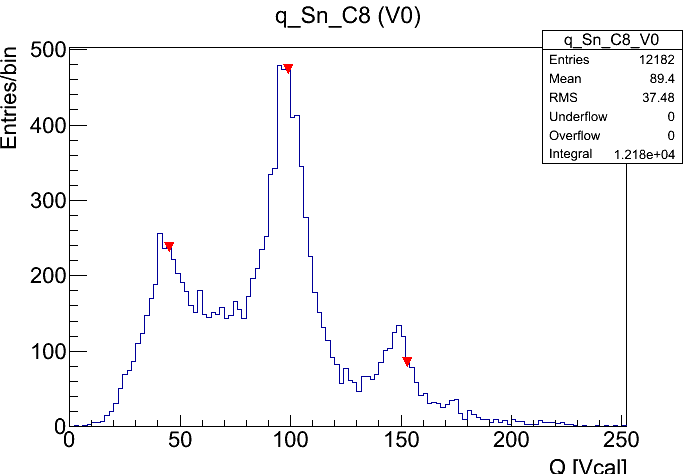 q_Sn_C8 (V0)
Entries/bin
q_Sn_C8_V0
Entries 12182
Mean 89.4
RMS 37.48
Underflow 0
Overflow 0
Integral 1.218e+04
500
400
300
200
100
0
0 50 100 150 200 250
Q [Vcal]